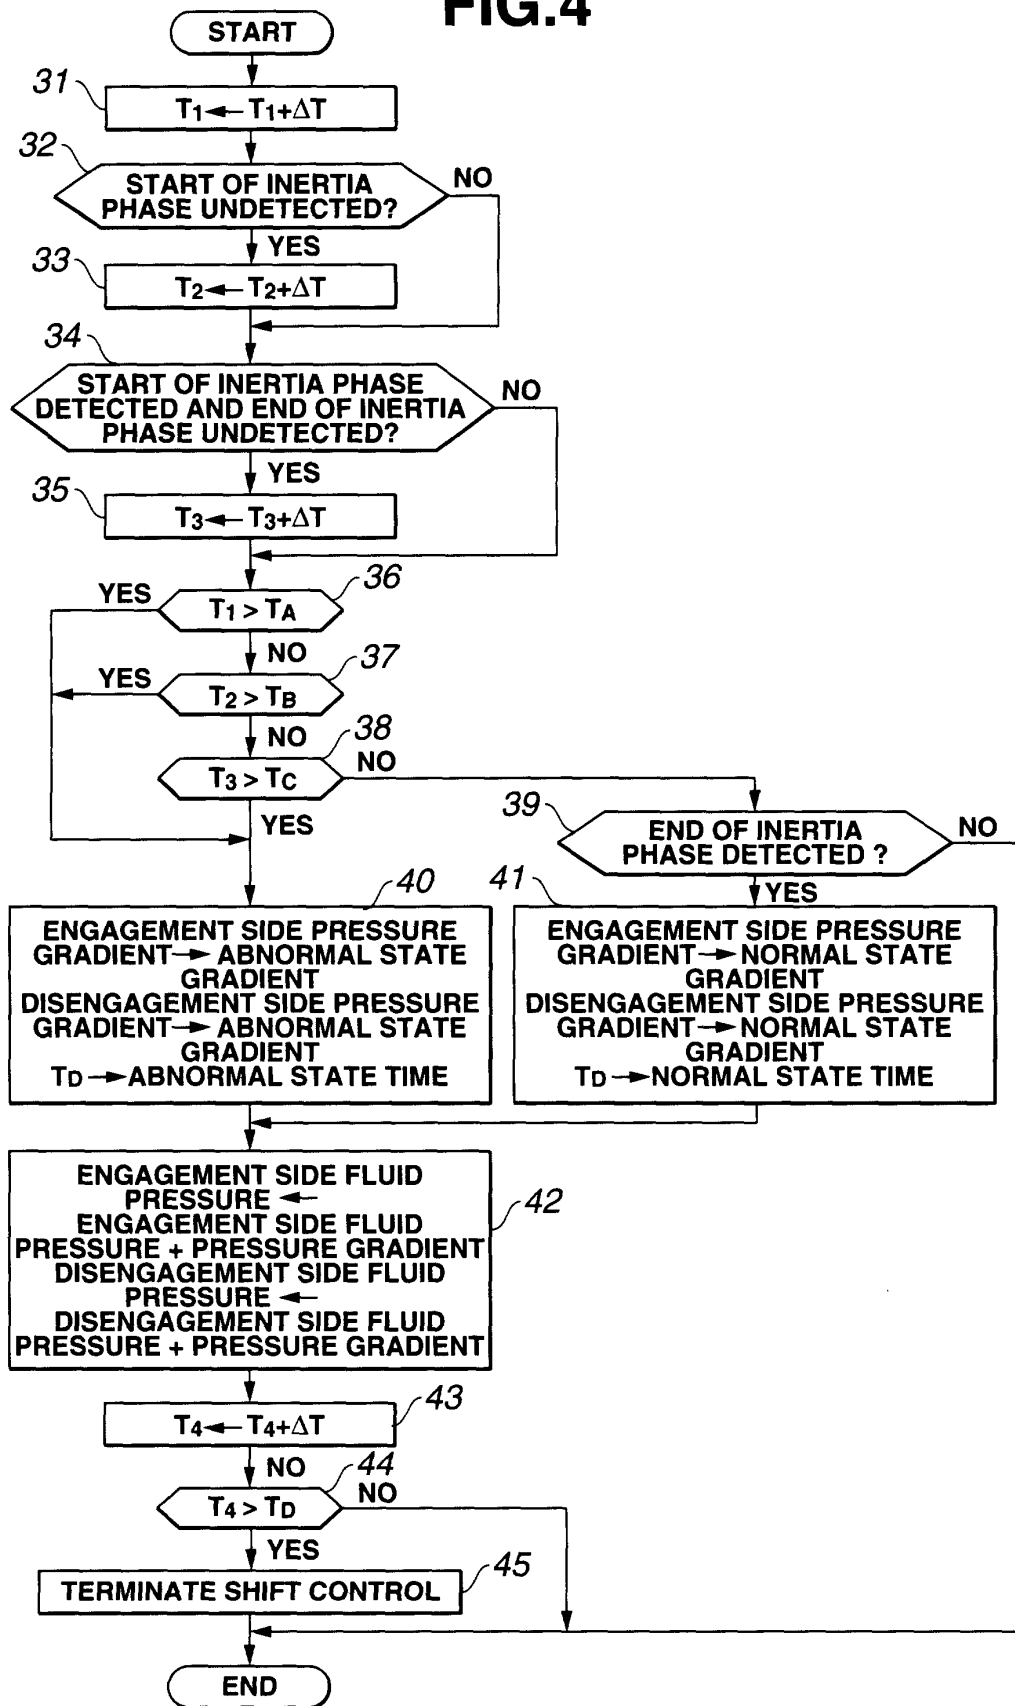 FIG.4
START
31
T1←T1+ΔT
32
START OF INERTIA
PHASE UNDETECTED?
NO
YES
33
T2←T2+ΔT
34
START OF INERTIA PHASE
DETECTED AND END OF INERTIA
PHASE UNDETECTED?
NO
YES
35
T3←T3+ΔT
36
YES
T1 > TA
NO
37
YES
T2 > TB
NO
38
NO
T3 > TC
YES
39
END OF INERTIA
PHASE DETECTED ?
NO
YES
40
ENGAGEMENT SIDE PRESSURE
GRADIENT→ABNORMAL STATE
GRADIENT
DISENGAGEMENT SIDE PRESSURE
GRADIENT→ABNORMAL STATE
GRADIENT
TD→ABNORMAL STATE TIME
41
ENGAGEMENT SIDE PRESSURE
GRADIENT→NORMAL STATE
GRADIENT
DISENGAGEMENT SIDE PRESSURE
GRADIENT→NORMAL STATE
GRADIENT
TD→NORMAL STATE TIME
42
ENGAGEMENT SIDE FLUID
PRESSURE ←
ENGAGEMENT SIDE FLUID
PRESSURE + PRESSURE GRADIENT
DISENGAGEMENT SIDE FLUID
PRESSURE ←
DISENGAGEMENT SIDE FLUID
PRESSURE + PRESSURE GRADIENT
43
T4←T4+ΔT
NO
44
NO
T4 > TD
YES
45
TERMINATE SHIFT CONTROL
END